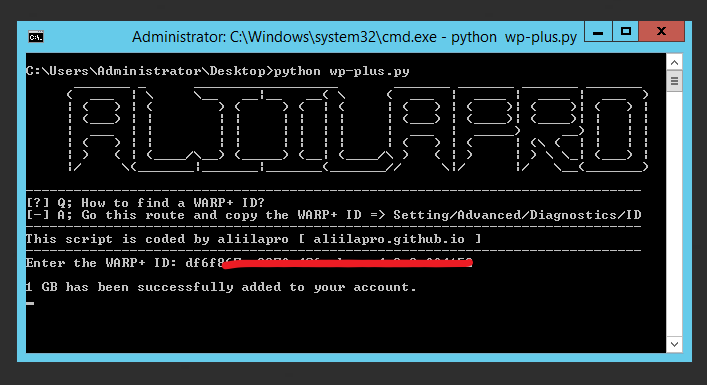 Administrator: C:\Windows\system32\cmd.exe - python wp-plus.py
C:\Users\Administrator\Desktop>python wp-plus.py
ALIILAPRO
[?] Q; How to find a WARP+ ID?
[-] A; Go this route and copy the WARP+ ID => Setting/Advanced/Diagnostics/ID
This script is coded by aliilapro [ aliilapro.github.io ]
Enter the WARP+ ID: df6f8
1 GB has been successfully added to your account.